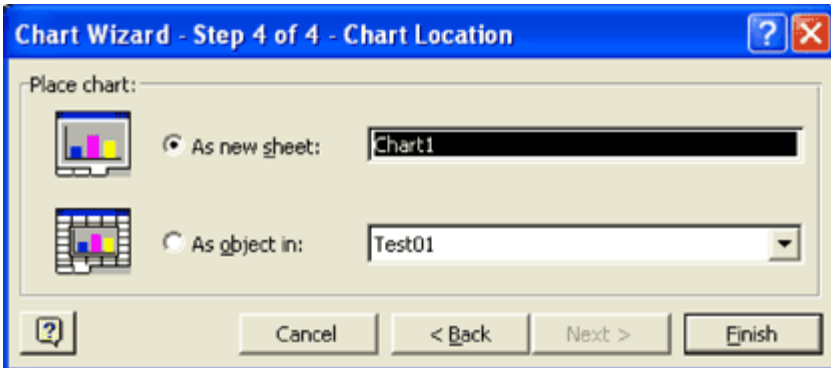 Chart Wizard - Step 4 of 4 - Chart Location
Place chart:
As new sheet: Chart1
As object in: Test01
Cancel < Back Next > Finish